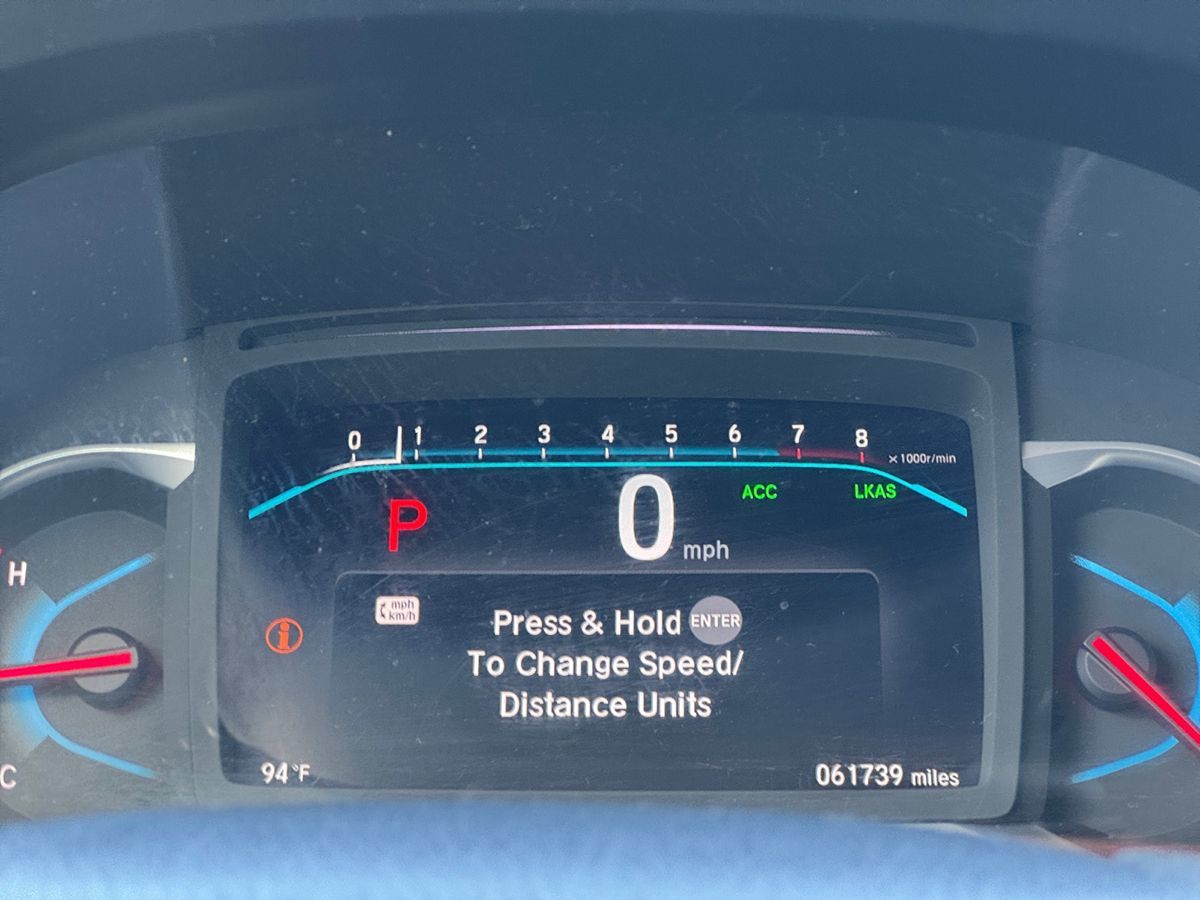 0 1 2 3 4 5 6 7 8 x1000r/min
P 0 mph ACC LKAS
H
mph
km/h
Press & Hold ENTER
To Change Speed/
Distance Units
i
C
94°F 061739 miles